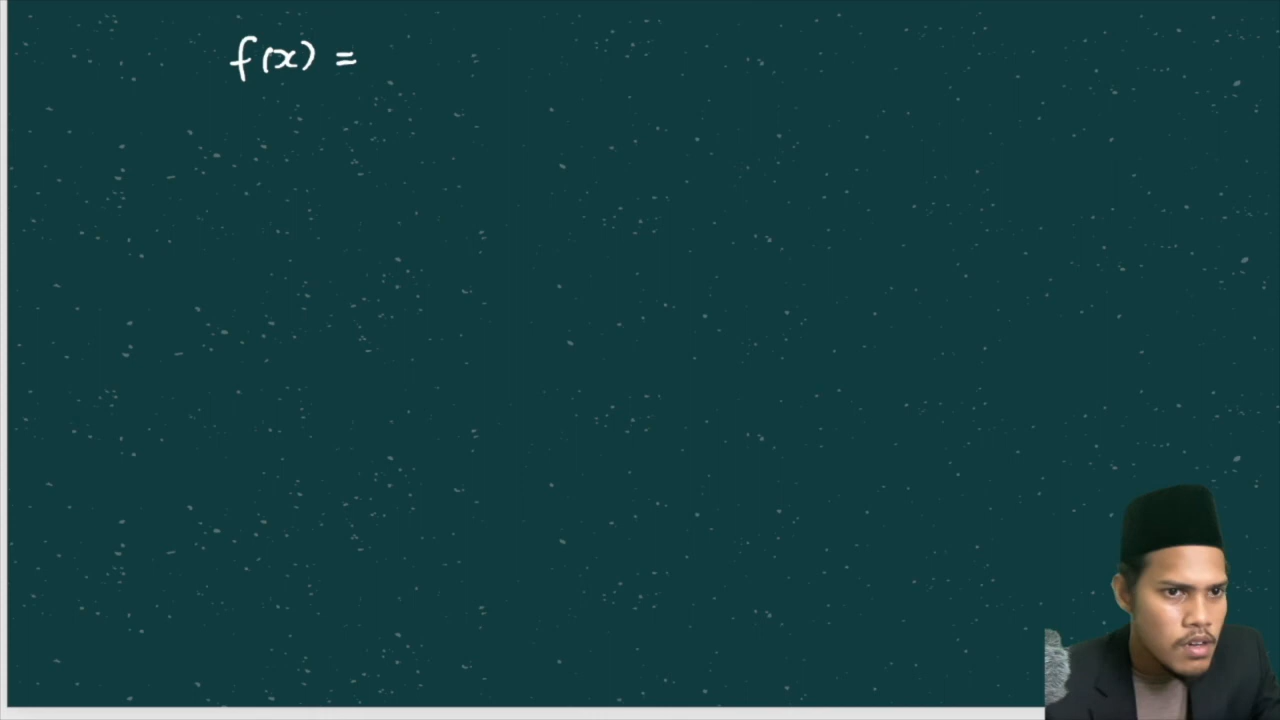 f(x) =